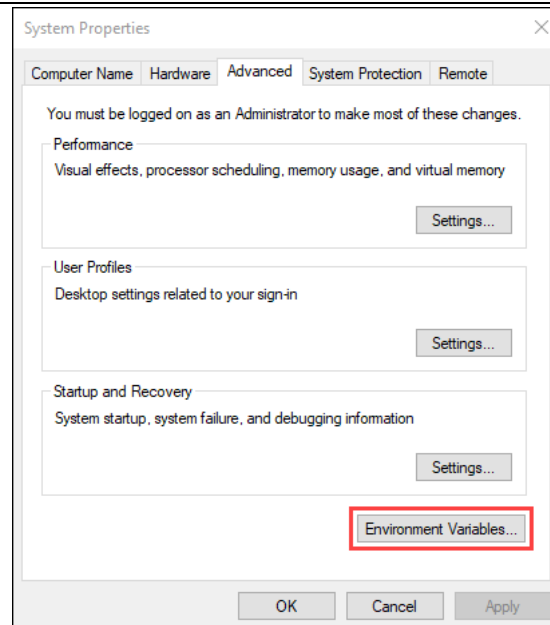 System Properties
Computer Name Hardware Advanced System Protection Remote
You must be logged on as an Administrator to make most of these changes.
Performance
Visual effects, processor scheduling, memory usage, and virtual memory
Settings...
User Profiles
Desktop settings related to your sign-in
Settings...
Startup and Recovery
System startup, system failure, and debugging information
Settings...
Environment Variables...
OK Cancel Apply